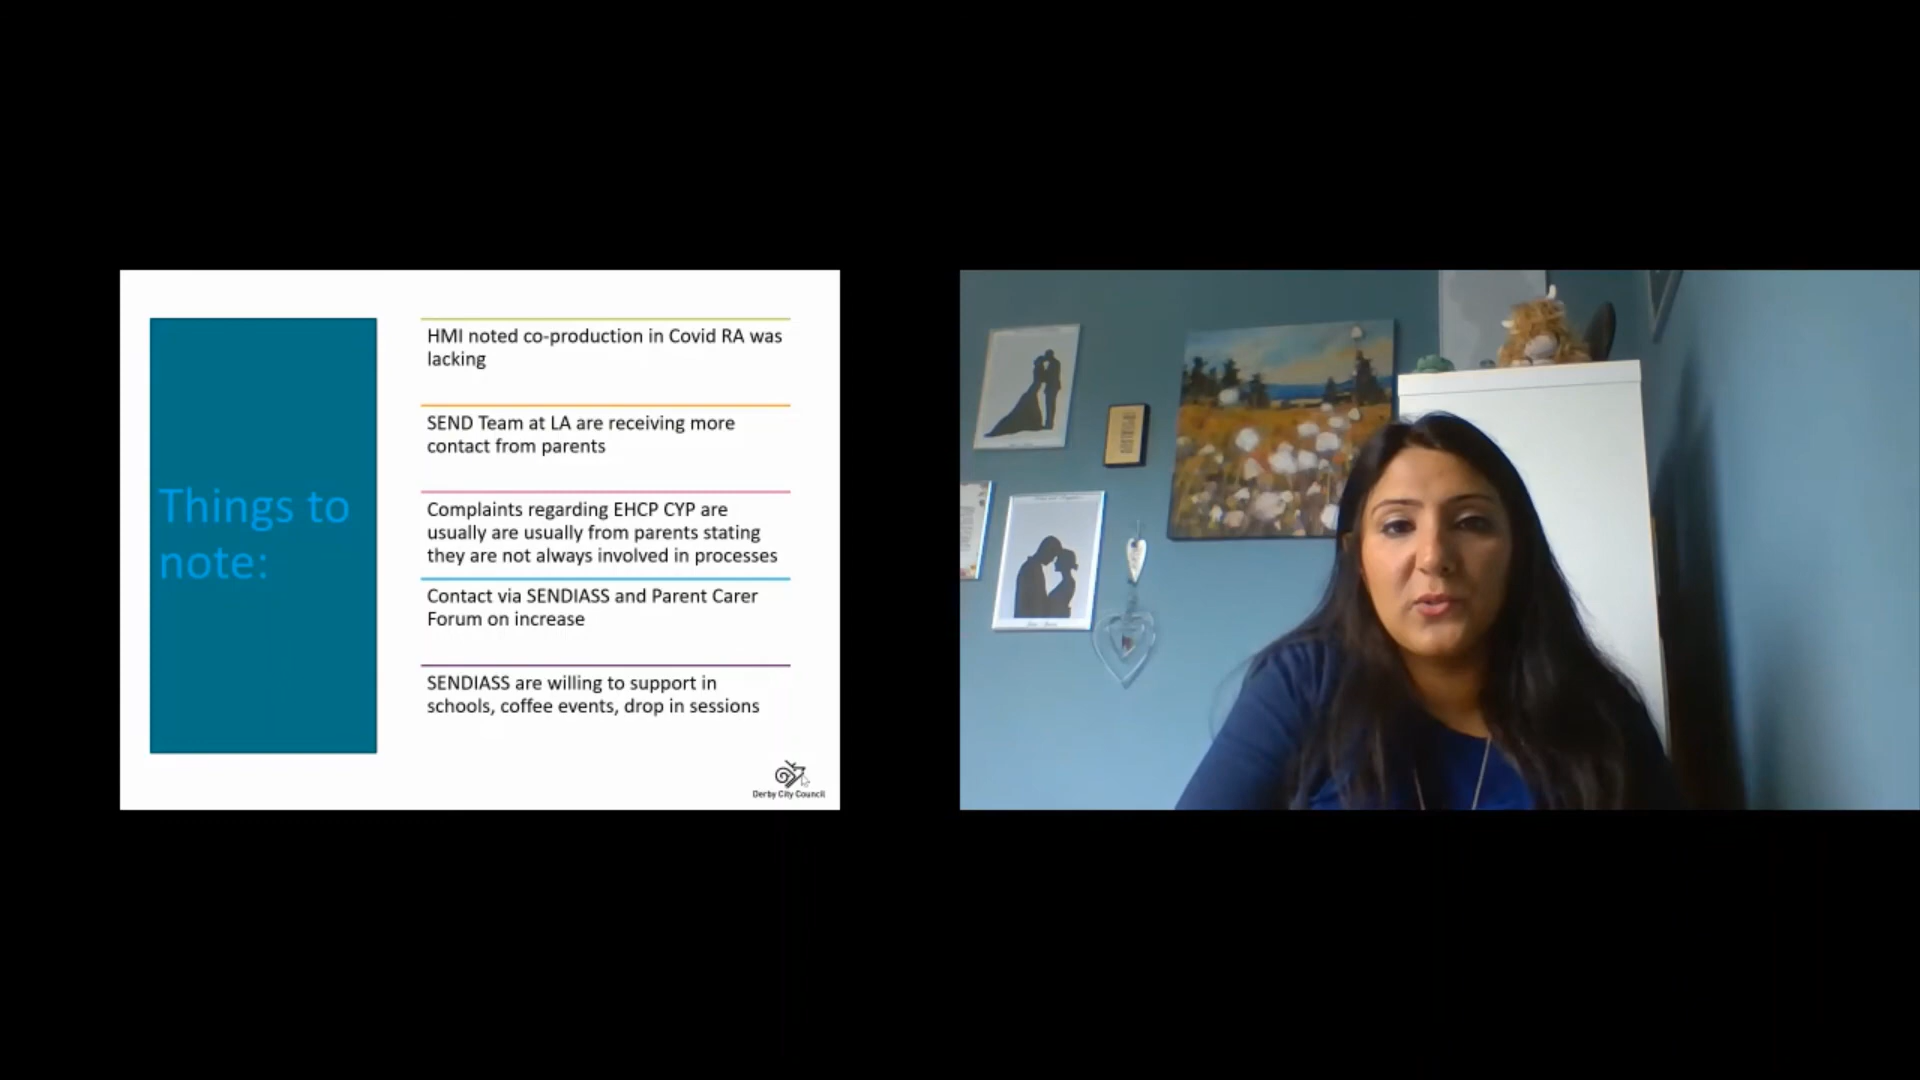 Things to
note:
HMI noted co-production in Covid RA was
lacking
SEND Team at LA are receiving more
contact from parents
Complaints regarding EHCP CYP are
usually are usually from parents stating
they are not always involved in processes
Contact via SENDIASS and Parent Carer
Forum on increase
SENDIASS are willing to support in
schools, coffee events, drop in sessions
Derby City Council